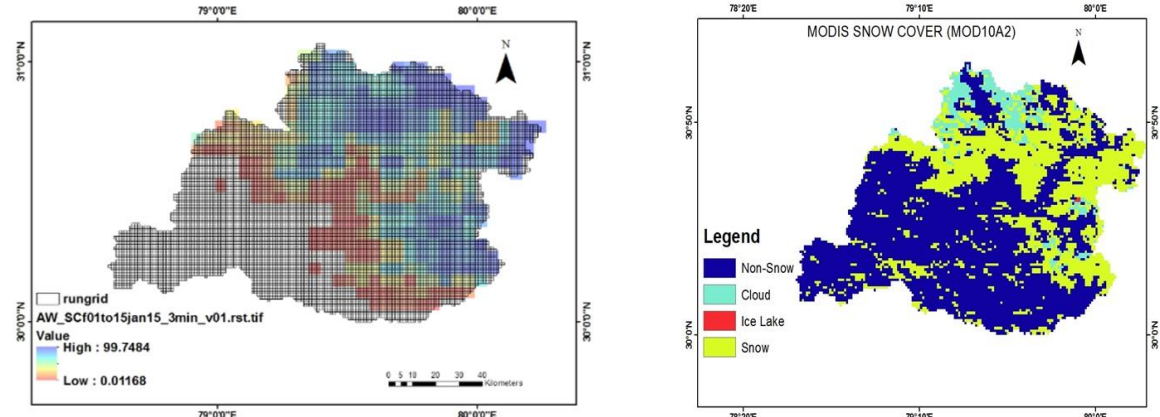 79°0'0"E
80°0'0"E
31°0'0"N
31°0'0"N
N
30°0'0"N
30°0'0"N
rungrid
AW_SCf01to15jan15_3min_v01.rst.tif
Value
High : 99.7484
Low : 0.01168
0 5 10 20 30 40
Kilometers
79°0'0"E
80°0'0"E
78°20'E
79°10'E
80°0'E
MODIS SNOW COVER (MOD10A2)
N
30°50'N
30°50'N
Legend
Non-Snow
Cloud
Ice Lake
Snow
30°0'N
30°0'N
78°20'E
79°10'E
80°0'E